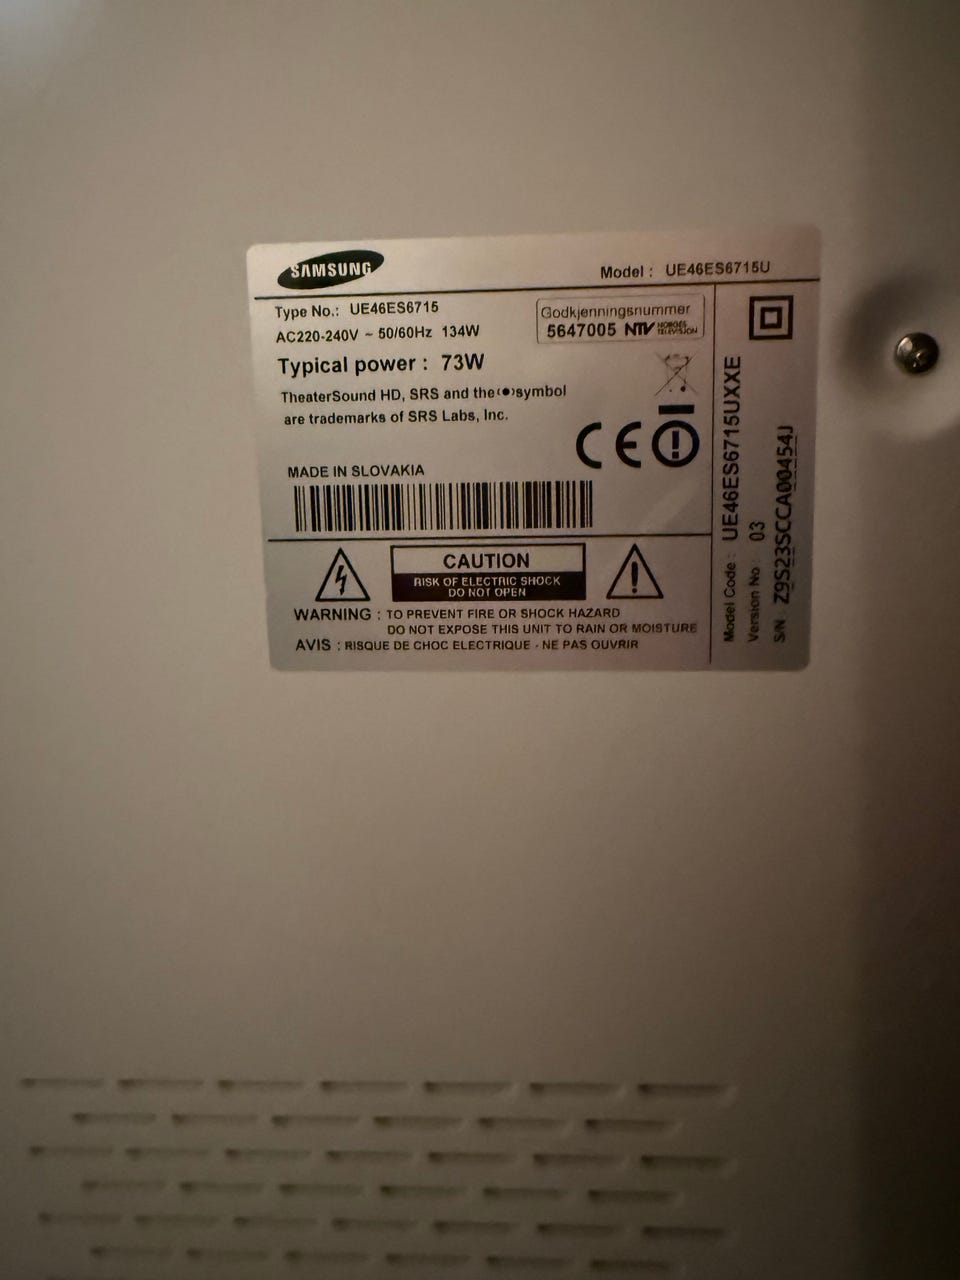 SAMSUNG
Model : UE46ES6715U
Type No.: UE46ES6715
AC220-240V ~ 50/60Hz 134W
Typical power : 73W
Godkjenningsnummer
5647005 NTV NORGES TELEVISJON
TheaterSound HD, SRS and the (●) symbol
are trademarks of SRS Labs, Inc.
CE
MADE IN SLOVAKIA
CAUTION
RISK OF ELECTRIC SHOCK
DO NOT OPEN
WARNING : TO PREVENT FIRE OR SHOCK HAZARD
DO NOT EXPOSE THIS UNIT TO RAIN OR MOISTURE
AVIS : RISQUE DE CHOC ELECTRIQUE - NE PAS OUVRIR
Model Code : UE46ES6715UXXE
Version No : 03
S/N : Z9S23SCCA00454J